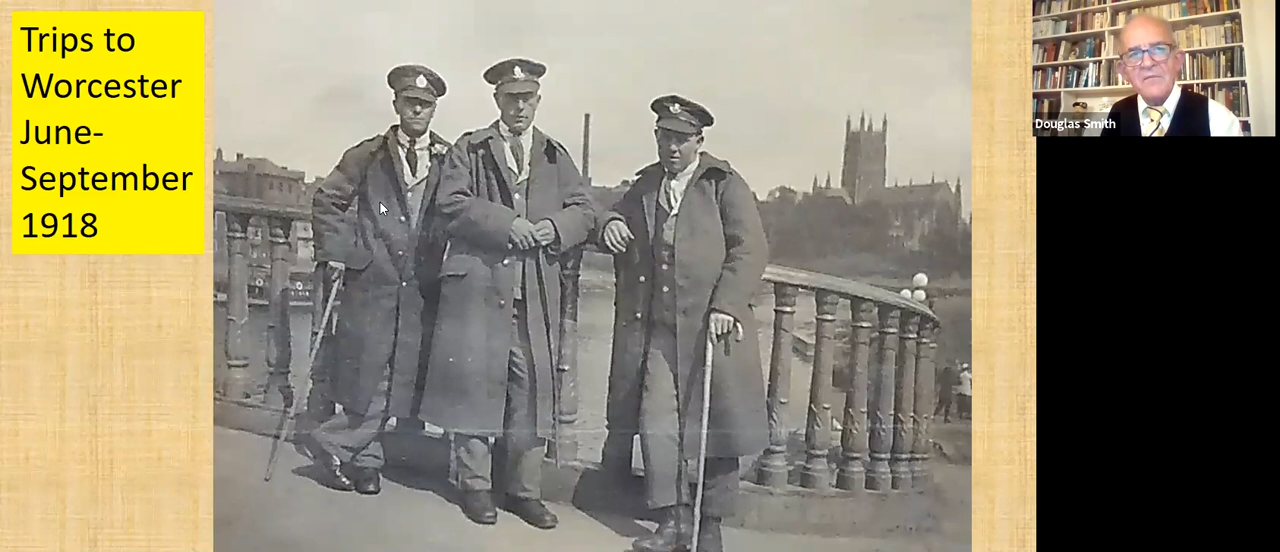 Trips to
Worcester
June-
September
1918
Douglas Smith